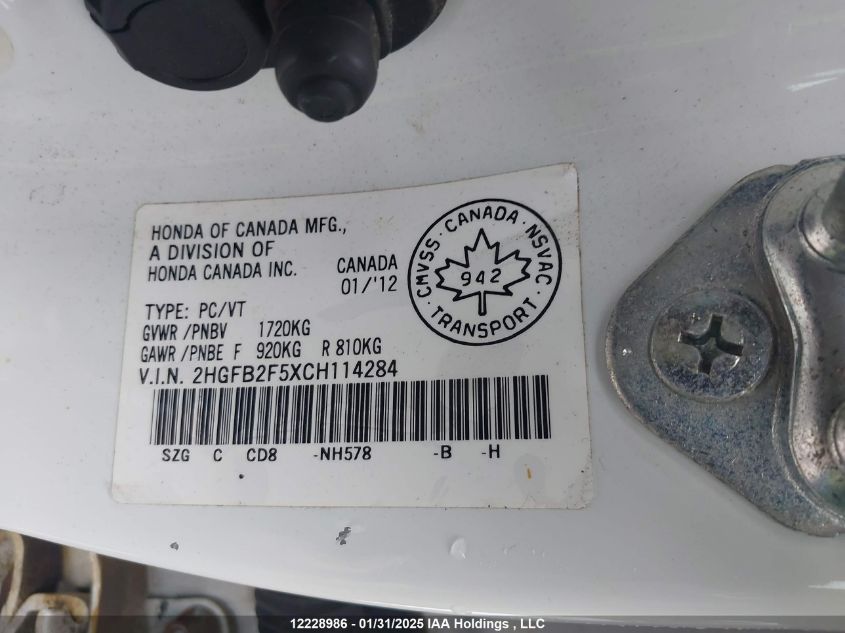 HONDA OF CANADA MFG.,
A DIVISION OF
HONDA CANADA INC.
CANADA
01/'12
CMVSS · CANADA · NSVAC
942
· TRANSPORT ·
TYPE: PC/VT
GVWR /PNBV 1720KG
GAWR /PNBE F 920KG R 810KG
V.I.N. 2HGFB2F5XCH114284
SZG C CD8 -NH578 -B -H
12228986 - 01/31/2025 IAA Holdings , LLC